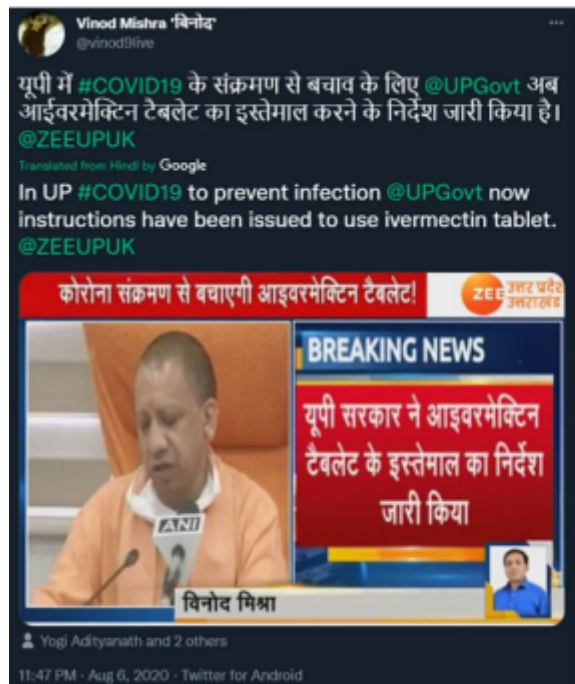 Vinod Mishra 'बिनोद'
@vinod9live
यूपी में #COVID19 के संक्रमण से बचाव के लिए @UPGovt अब
आईवरमेक्टिन टैबलेट का इस्तेमाल करने के निर्देश जारी किया है।
@ZEEUPUK
Translated from Hindi by Google
In UP #COVID19 to prevent infection @UPGovt now
instructions have been issued to use ivermectin tablet.
@ZEEUPUK
कोरोना संक्रमण से बचाएगी आइवरमेक्टिन टैबलेट!
ZEE उत्तर प्रदेश
उत्तराखंड
BREAKING NEWS
यूपी सरकार ने आइवरमेक्टिन
टैबलेट के इस्तेमाल का निर्देश
जारी किया
ANI
विनोद मिश्रा
Yogi Adityanath and 2 others
11:47 PM · Aug 6, 2020 · Twitter for Android